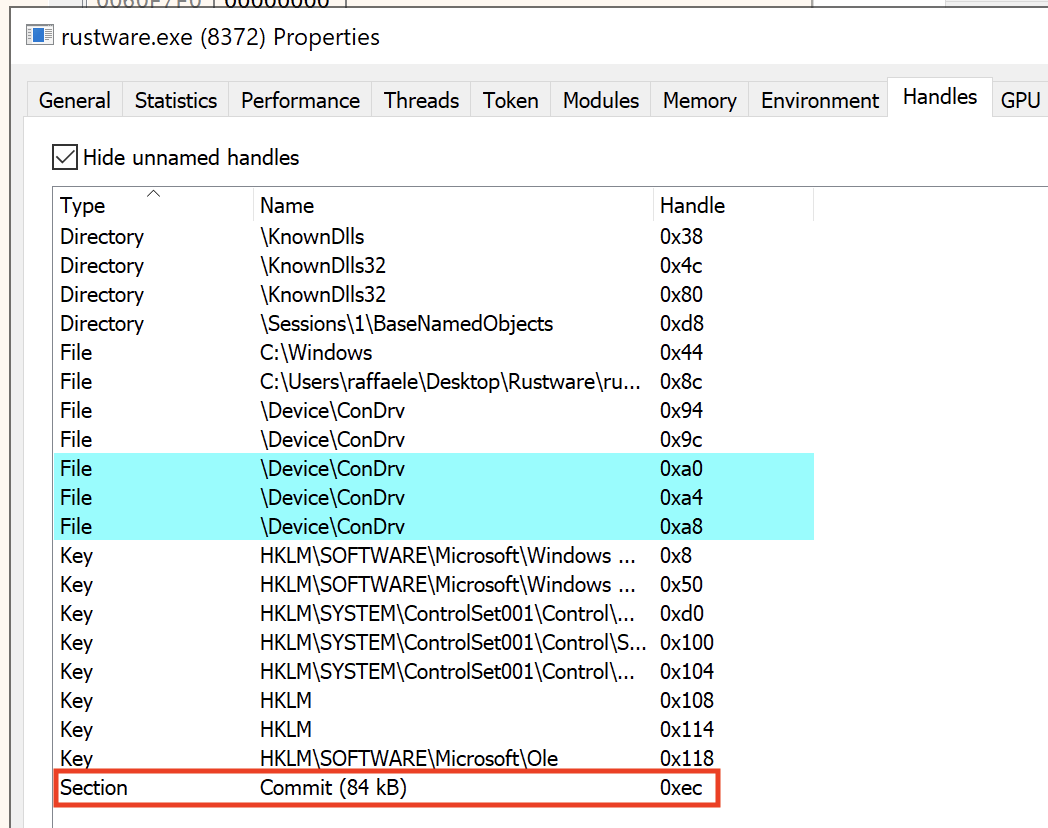 rustware.exe (8372) Properties
General Statistics Performance Threads Token Modules Memory Environment Handles GPU
Hide unnamed handles
Type Name Handle
Directory \KnownDlls 0x38
Directory \KnownDlls32 0x4c
Directory \KnownDlls32 0x80
Directory \Sessions\1\BaseNamedObjects 0xd8
File C:\Windows 0x44
File C:\Users\raffaele\Desktop\Rustware\ru... 0x8c
File \Device\ConDrv 0x94
File \Device\ConDrv 0x9c
File \Device\ConDrv 0xa0
File \Device\ConDrv 0xa4
File \Device\ConDrv 0xa8
Key HKLM\SOFTWARE\Microsoft\Windows ... 0x8
Key HKLM\SOFTWARE\Microsoft\Windows ... 0x50
Key HKLM\SYSTEM\ControlSet001\Control\... 0xd0
Key HKLM\SYSTEM\ControlSet001\Control\S... 0x100
Key HKLM\SYSTEM\ControlSet001\Control\... 0x104
Key HKLM 0x108
Key HKLM 0x114
Key HKLM\SOFTWARE\Microsoft\Ole 0x118
Section Commit (84 kB) 0xec